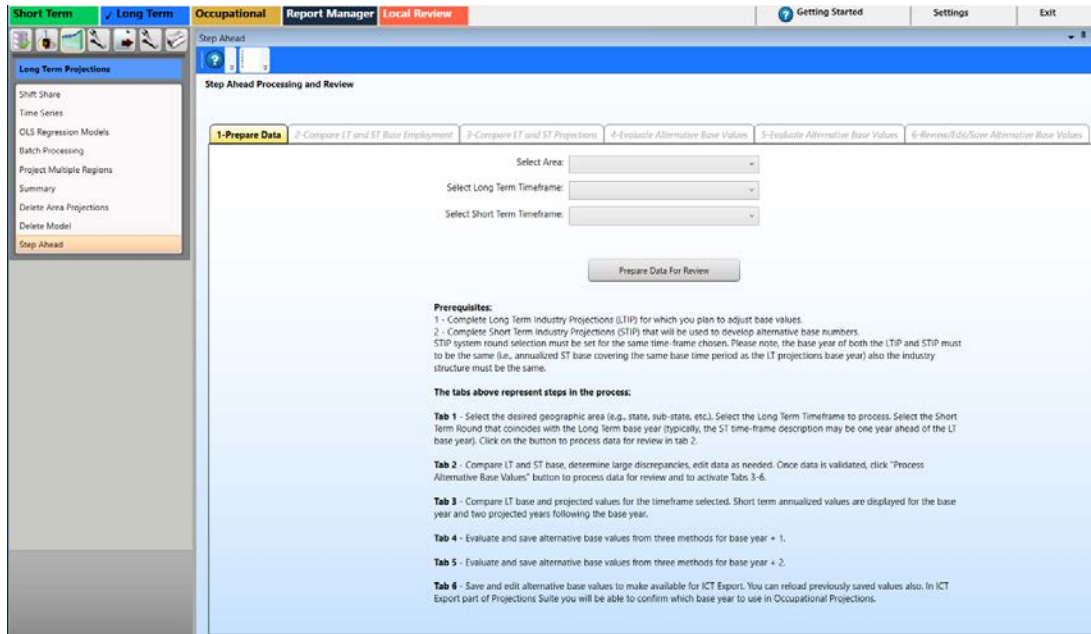 Short Term ✓ Long Term Occupational Report Manager Local Review Getting Started Settings Exit
Step Ahead
Long Term Projections
Step Ahead Processing and Review
Shift Share
Time Series
OLS Regression Models
Batch Processing
Project Multiple Regions
Summary
Delete Area Projections
Delete Model
Step Ahead
1-Prepare Data 2-Compare LT and ST Base Employment 3-Compare LT and ST Projections 4-Evaluate Alternative Base Values 5-Evaluate Alternative Base Values 6-Review/Edit/Save Alternative Base Values
Select Area:
Select Long Term Timeframe:
Select Short Term Timeframe:
Prepare Data For Review
Prerequisites:
1 - Complete Long Term Industry Projections (LTIP) for which you plan to adjust base values.
2 - Complete Short Term Industry Projections (STIP) that will be used to develop alternative base numbers.
STIP system round selection must be set for the same time-frame chosen. Please note, the base year of both the LTIP and STIP must
to be the same (i.e., annualized ST base covering the same base time period as the LT projections base year) also the industry
structure must be the same.
The tabs above represent steps in the process:
Tab 1 - Select the desired geographic area (e.g., state, sub-state, etc.). Select the Long Term Timeframe to process. Select the Short
Term Round that coincides with the Long Term base year (typically, the ST time-frame description may be one year ahead of the LT
base year). Click on the button to process data for review in tab 2.
Tab 2 - Compare LT and ST base, determine large discrepancies, edit data as needed. Once data is validated, click "Process
Alternative Base Values" button to process data for review and to activate Tabs 3-6.
Tab 3 - Compare LT base and projected values for the timeframe selected. Short term annualized values are displayed for the base
year and two projected years following the base year.
Tab 4 - Evaluate and save alternative base values from three methods for base year + 1.
Tab 5 - Evaluate and save alternative base values from three methods for base year + 2.
Tab 6 - Save and edit alternative base values to make available for ICT Export. You can reload previously saved values also. In ICT
Export part of Projections Suite you will be able to confirm which base year to use in Occupational Projections.